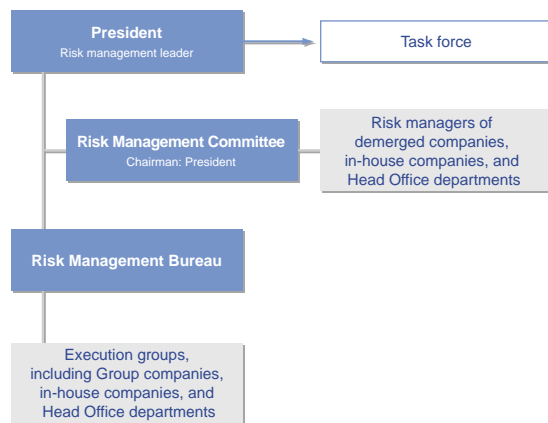 President
Risk management leader
Task force
Risk Management Committee
Chairman: President
Risk managers of
demerged companies,
in-house companies, and
Head Office departments
Risk Management Bureau
Execution groups,
including Group companies,
in-house companies, and
Head Office departments